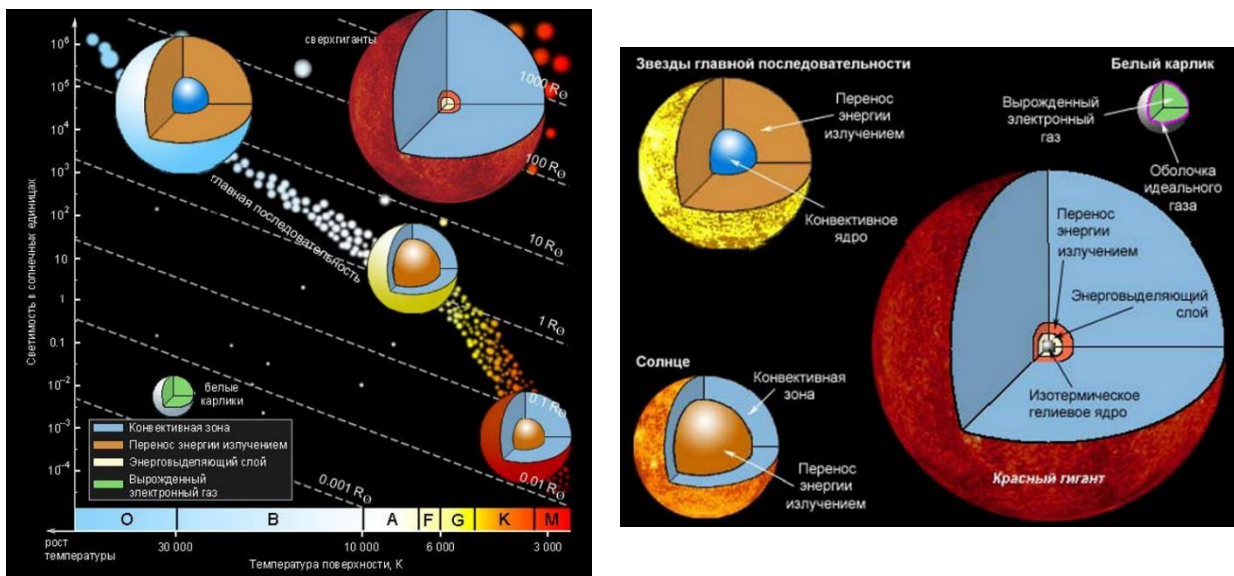 Светимость в солнечных единицах
10⁶
10⁵
10⁴
10³
10²
10
1
0.1
10⁻²
10⁻³
10⁻⁴
сверхгиганты
1000 R⊙
100 R⊙
10 R⊙
1 R⊙
0.1 R⊙
0.01 R⊙
0.001 R⊙
главная последовательность
белые
карлики
Конвективная зона
Перенос энергии излучением
Энерговыделяющий слой
Вырожденный
электронный газ
O B A F G K M
рост
температуры
30 000 10 000 6 000 3 000
Температура поверхности, К
Звезды главной последовательности
Перенос
энергии
излучением
Конвективное
ядро
Белый карлик
Вырожденный
электронный
газ
Оболочка
идеального
газа
Перенос
энергии
излучением
Энерговыделяющий
слой
Изотермическое
гелиевое ядро
Красный гигант
Солнце
Конвективная
зона
Перенос
энергии
излучением